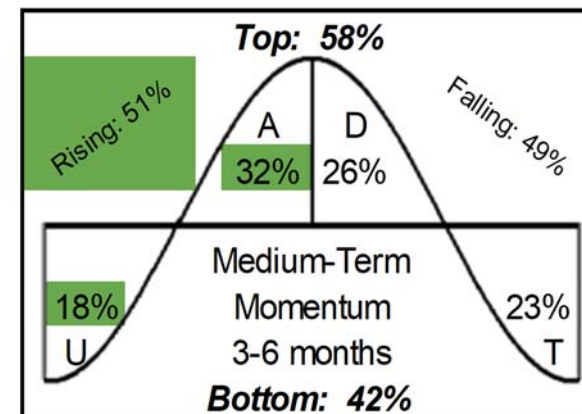 Top: 58%
Rising: 51%
Falling: 49%
A D
32% 26%
Medium-Term
18% Momentum 23%
U 3-6 months T
Bottom: 42%